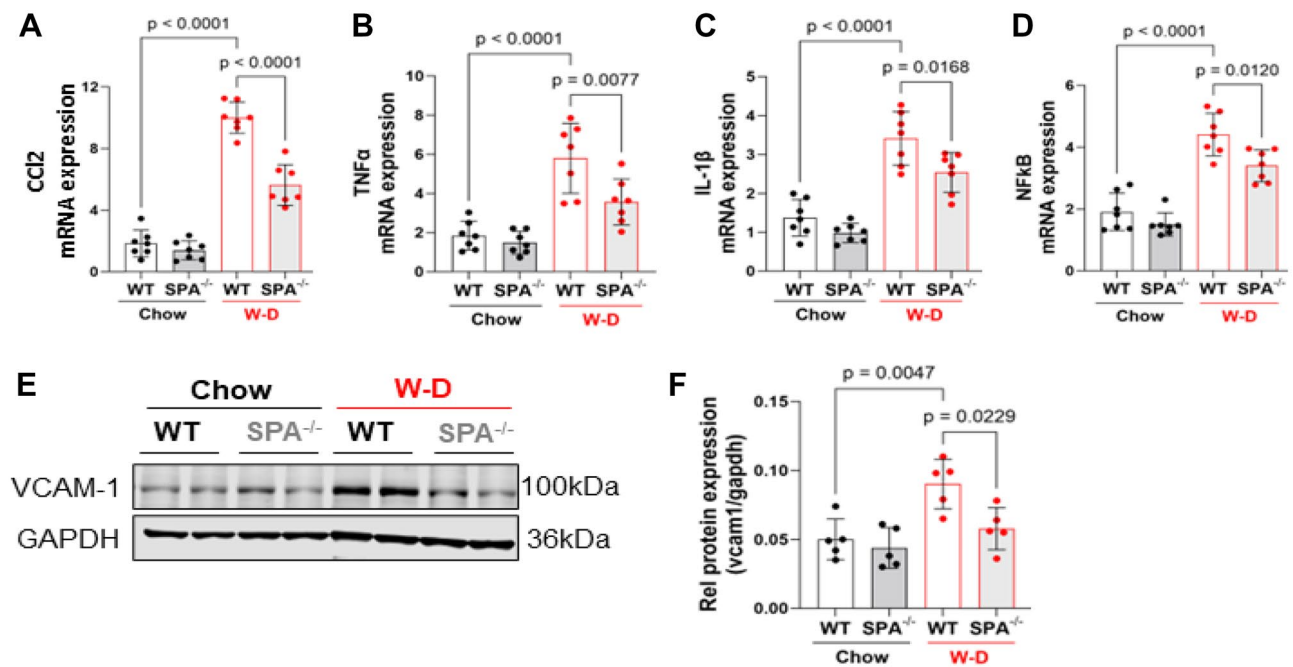 A
p < 0.0001
p < 0.0001
CCl2
mRNA expression
12
8
4
0
WT SPA-/- WT SPA-/-
Chow W-D
B
p < 0.0001
p = 0.0077
TNFα
mRNA expression
10
8
6
4
2
0
WT SPA-/- WT SPA-/-
Chow W-D
C
p < 0.0001
p = 0.0168
IL-1β
mRNA expression
5
4
3
2
1
0
WT SPA-/- WT SPA-/-
Chow W-D
D
p < 0.0001
p = 0.0120
NFkB
mRNA expression
6
4
2
0
WT SPA-/- WT SPA-/-
Chow W-D
E
Chow W-D
WT SPA-/- WT SPA-/-
VCAM-1 100kDa
GAPDH 36kDa
F
p = 0.0047
p = 0.0229
Rel protein expression
(vcam1/gapdh)
0.15
0.10
0.05
0.00
WT SPA-/- WT SPA-/-
Chow W-D